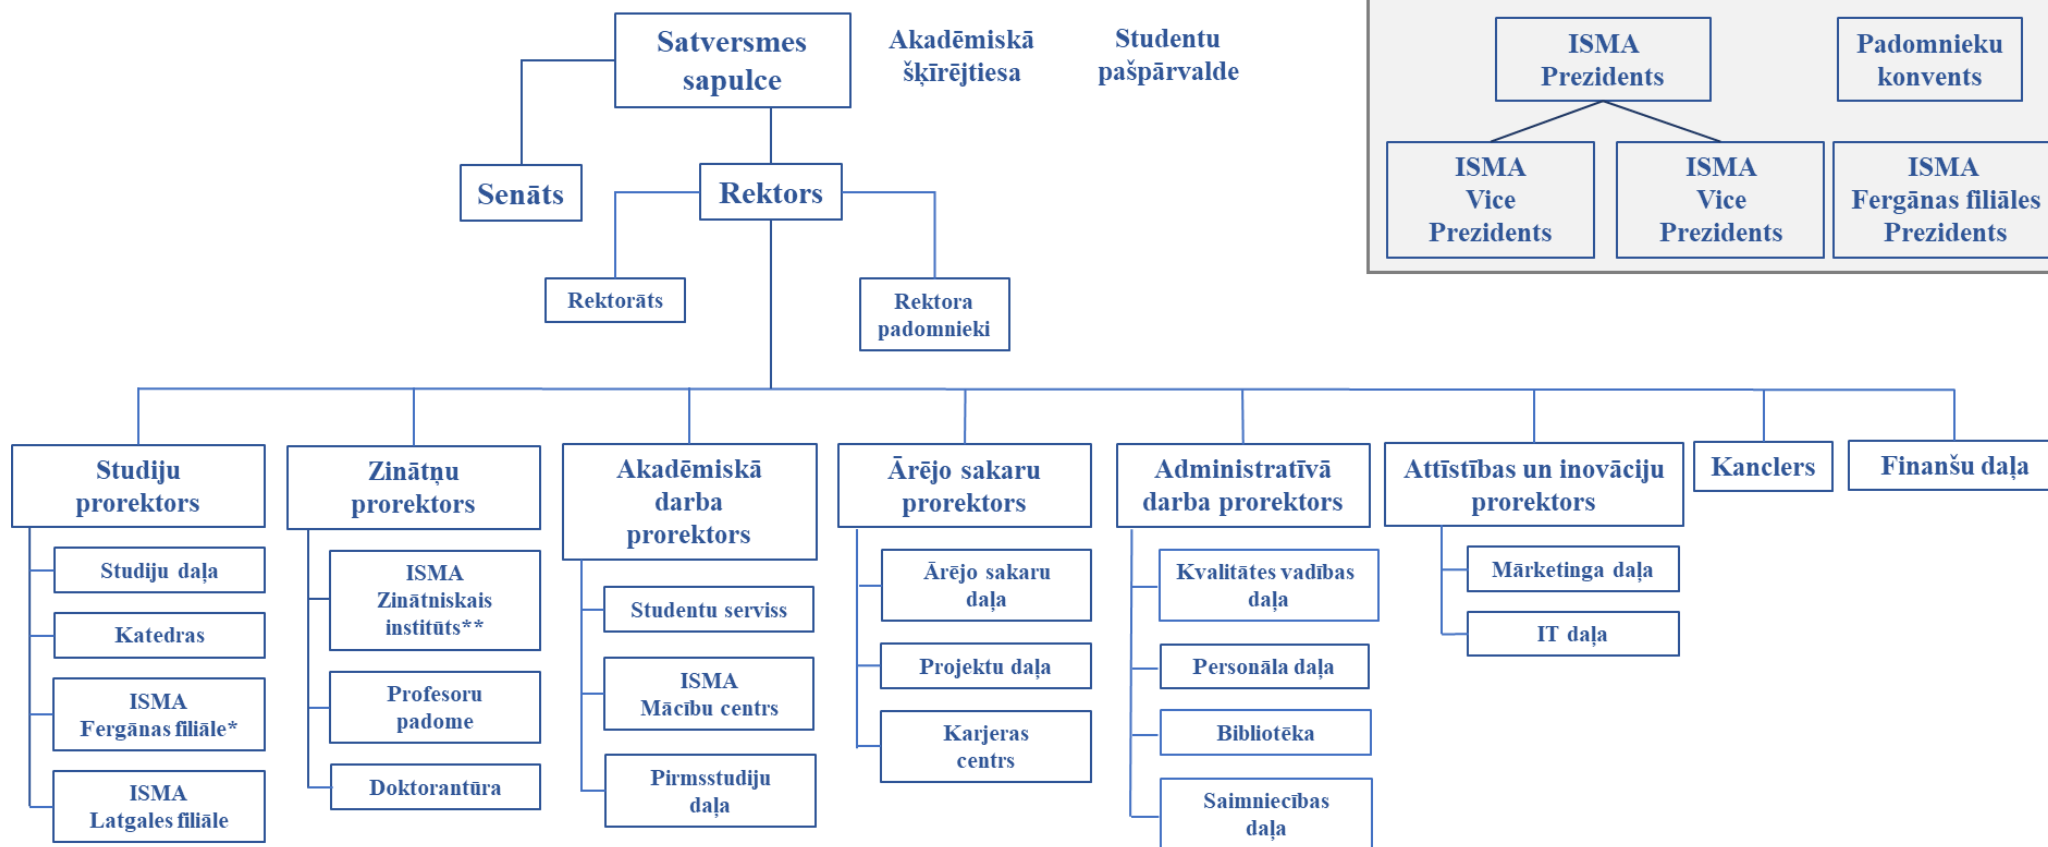 Satversmes
sapulce
Akadēmiskā
šķīrējtiesa
Studentu
pašpārvalde
ISMA
Prezidents
Padomnieku
konvents
ISMA
Vice
Prezidents
ISMA
Vice
Prezidents
ISMA
Fergānas filiāles
Prezidents
Senāts
Rektors
Rektorāts
Rektora
padomnieki
Studiju
prorektors
Studiju daļa
Katedras
ISMA
Fergānas filiāle*
ISMA
Latgales filiāle
Zinātņu
prorektors
ISMA
Zinātniskais
institūts**
Profesoru
padome
Doktorantūra
Akadēmiskā
darba
prorektors
Studentu serviss
ISMA
Mācību centrs
Pirmsstudiju
daļa
Ārējo sakaru
prorektors
Ārējo sakaru
daļa
Projektu daļa
Karjeras
centrs
Administratīvā
darba prorektors
Kvalitātes vadības
daļa
Personāla daļa
Bibliotēka
Saimniecības
daļa
Attīstības un inovāciju
prorektors
Mārketinga daļa
IT daļa
Kanclers
Finanšu daļa